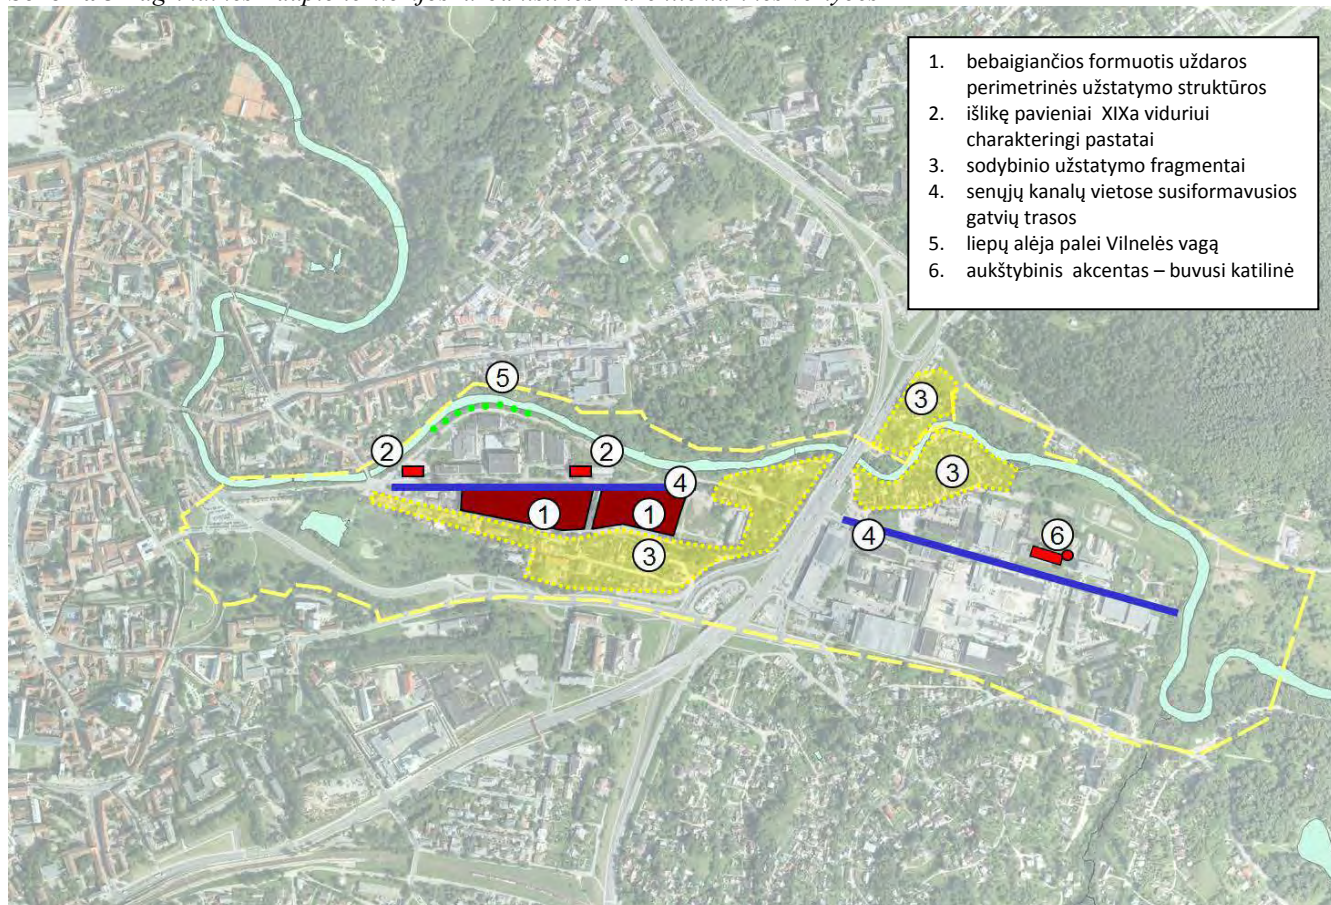 1. bebaigiančios formuotis uždaros
perimetrinės užstatymo struktūros
2. išlikę pavieniai XIXa viduriui
charakteringi pastatai
3. sodybinio užstatymo fragmentai
4. senųjų kanalų vietose susiformavusios
gatvių trasos
5. liepų alėja palei Vilnelės vagą
6. aukštybinis akcentas – buvusi katilinė
5
3
2
2
3
4
1
1
4
6
3